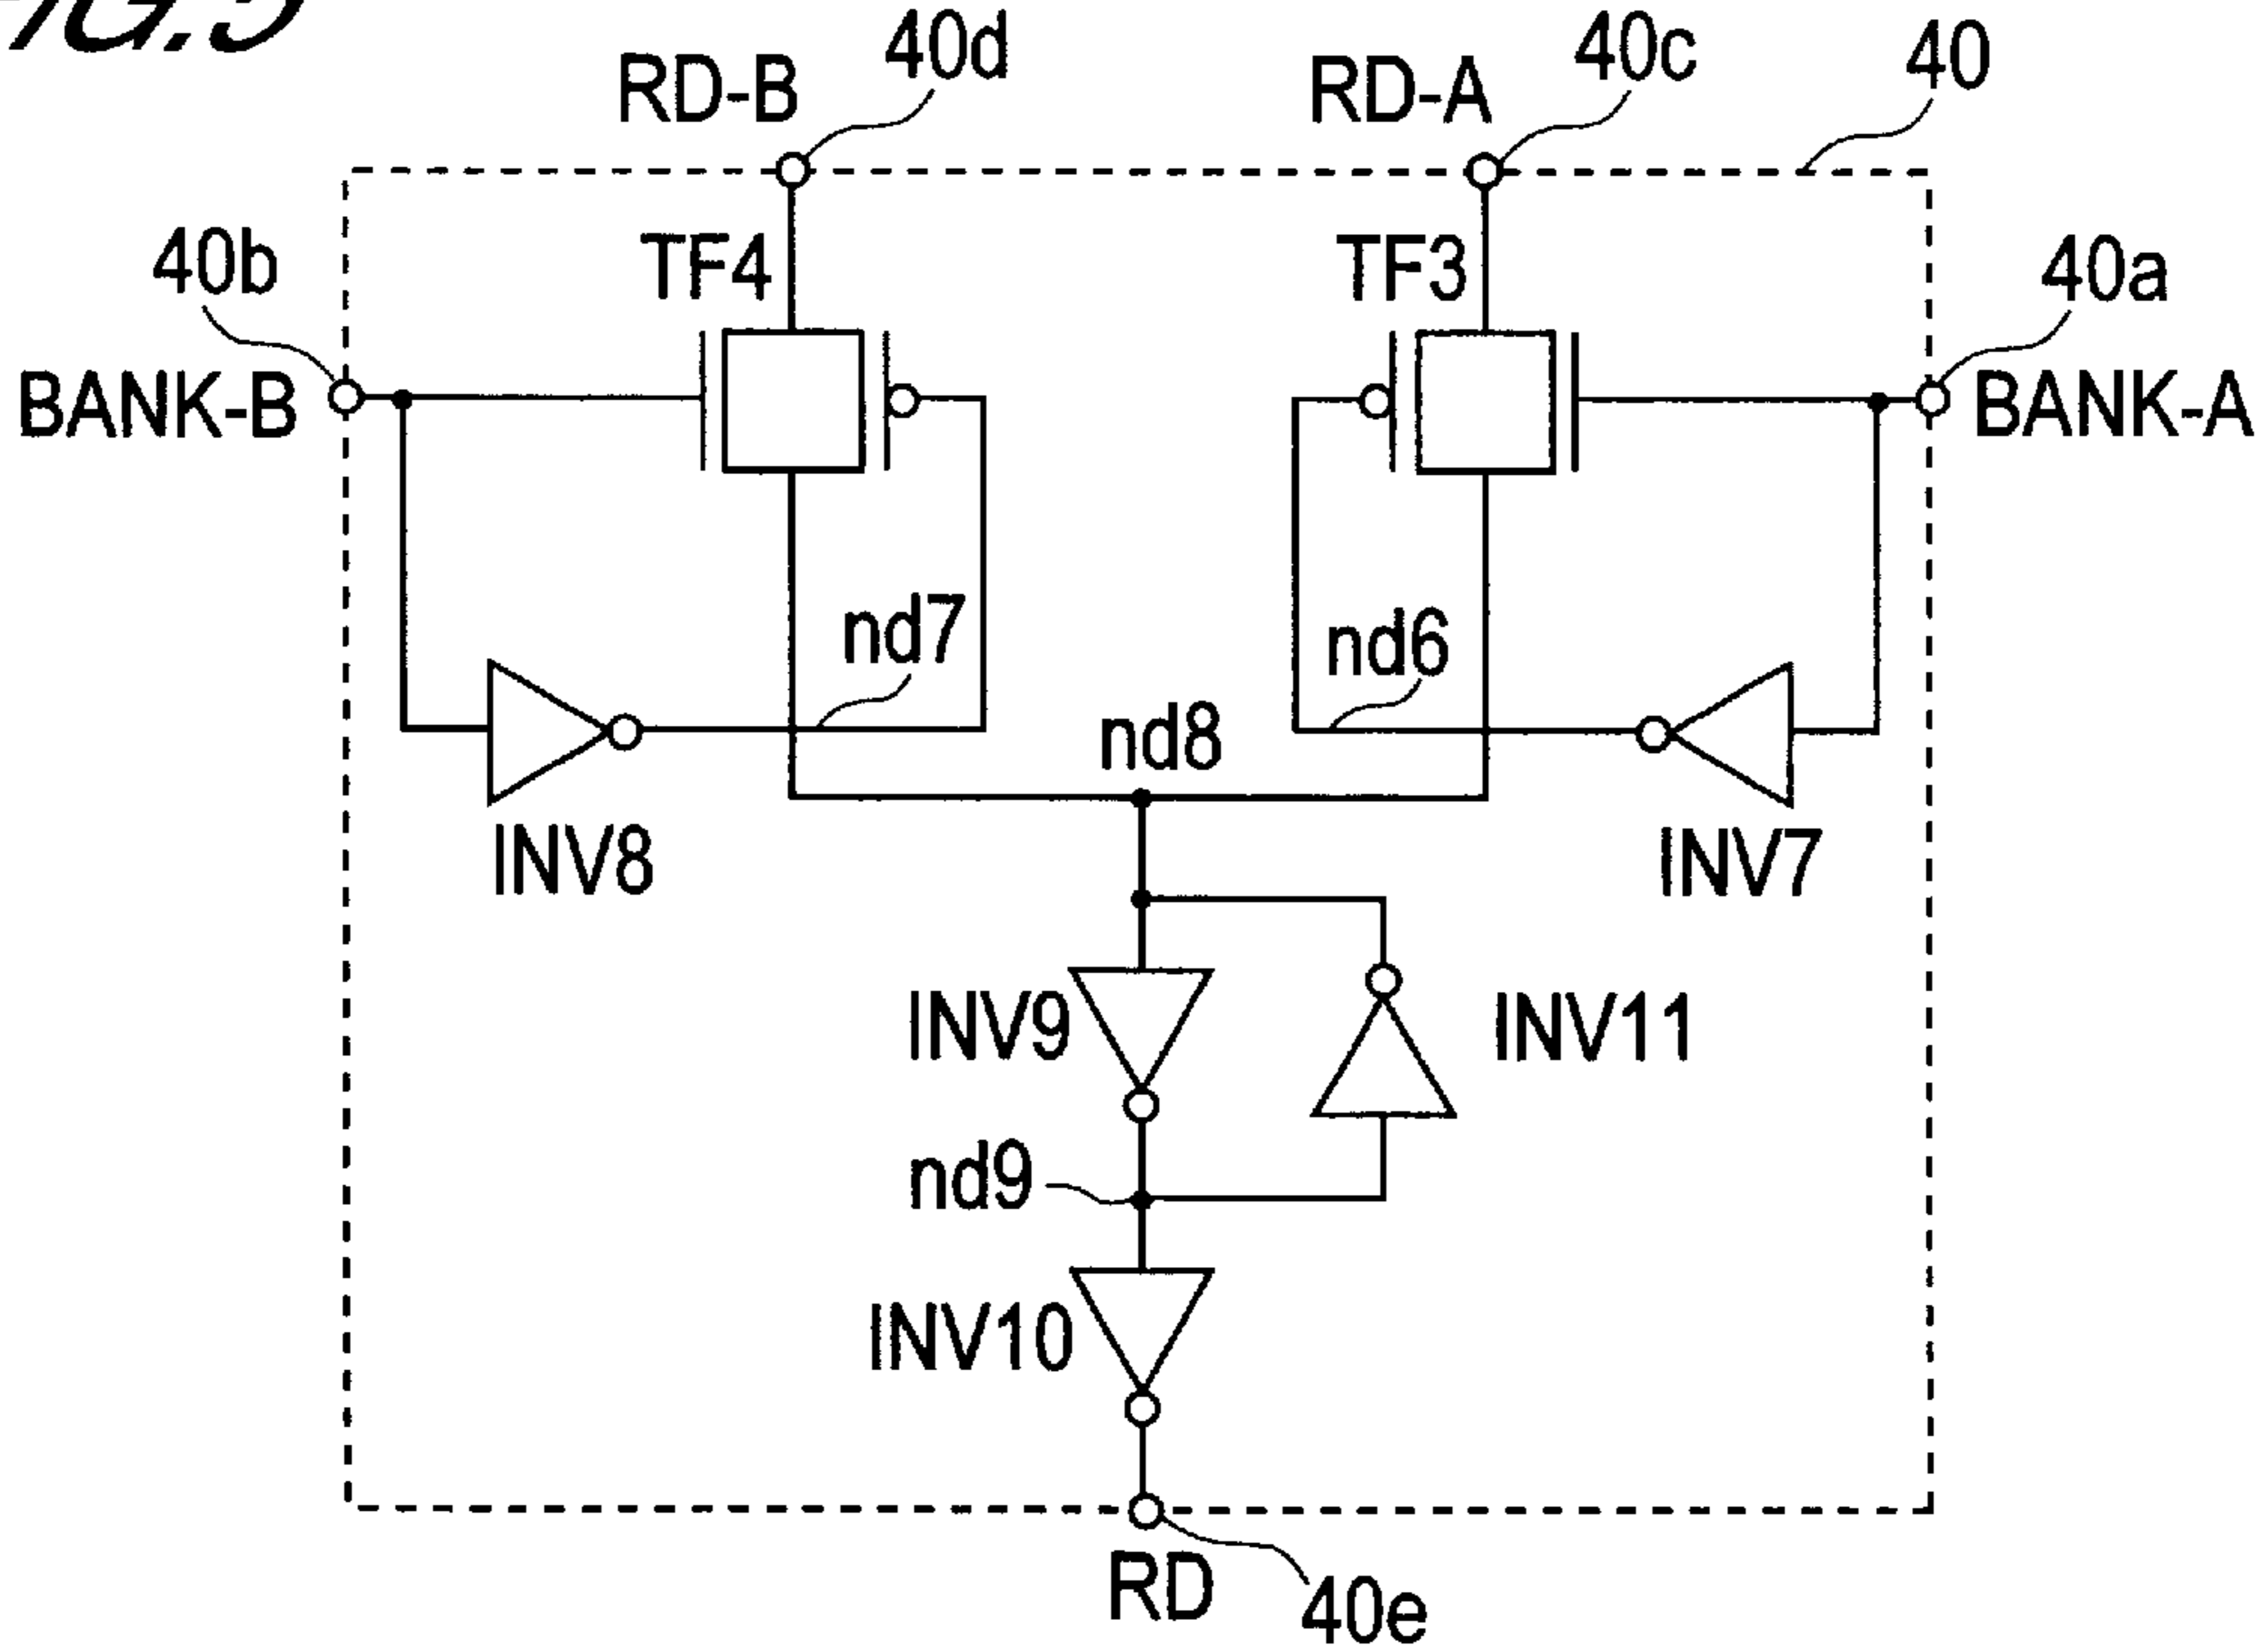 RD-B 40d RD-A 40c 40
40b TF4 TF3 40a
BANK-B BANK-A
nd7 nd6
nd8
INV8 INV7
INV9 INV11
nd9
INV10
RD 40e